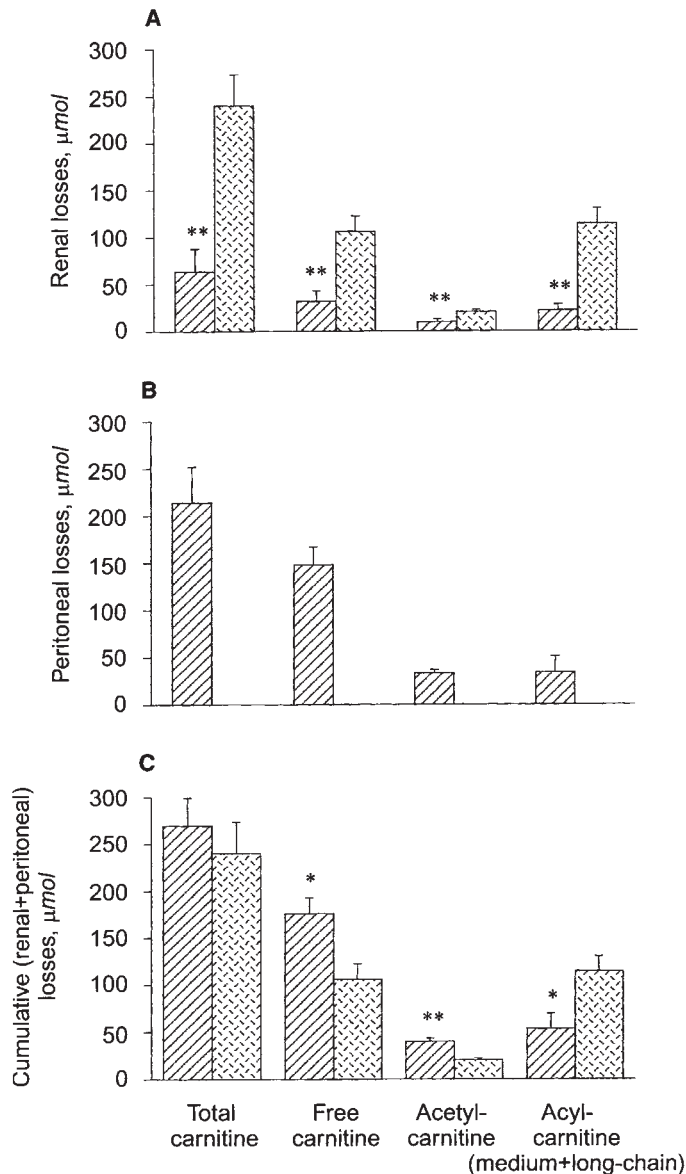 A
Renal losses, μmol
300
250
200
150
100
50
0
**
**
**
**
B
Peritoneal losses, μmol
300
250
200
150
100
50
0
C
Cumulative (renal+peritoneal)
losses, μmol
300
250
200
150
100
50
0
*
**
*
Total
carnitine
Free
carnitine
Acetyl-
carnitine
Acyl-
carnitine
(medium+long-chain)